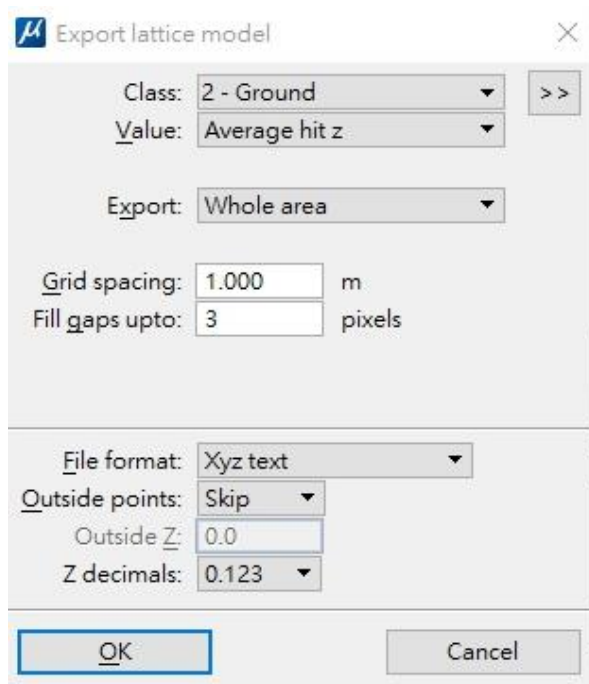 μ Export lattice model
Class: 2 - Ground >>
Value: Average hit z
Export: Whole area
Grid spacing: 1.000 m
Fill gaps upto: 3 pixels
File format: Xyz text
Outside points: Skip
Outside Z: 0.0
Z decimals: 0.123
OK Cancel